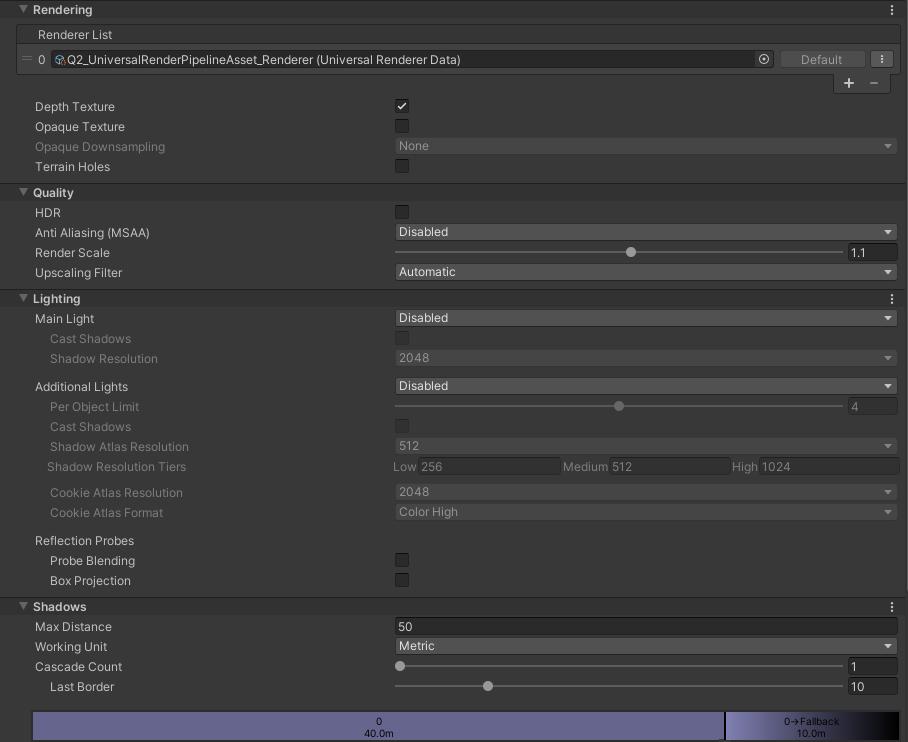 Rendering
Renderer List
0 Q2_UniversalRenderPipelineAsset_Renderer (Universal Renderer Data) Default
Depth Texture
Opaque Texture
Opaque Downsampling None
Terrain Holes
Quality
HDR
Anti Aliasing (MSAA) Disabled
Render Scale 1.1
Upscaling Filter Automatic
Lighting
Main Light Disabled
Cast Shadows
Shadow Resolution 2048
Additional Lights Disabled
Per Object Limit 4
Cast Shadows
Shadow Atlas Resolution 512
Shadow Resolution Tiers Low 256 Medium 512 High 1024
Cookie Atlas Resolution 2048
Cookie Atlas Format Color High
Reflection Probes
Probe Blending
Box Projection
Shadows
Max Distance 50
Working Unit Metric
Cascade Count 1
Last Border 10
0 0→Fallback
40.0m 10.0m